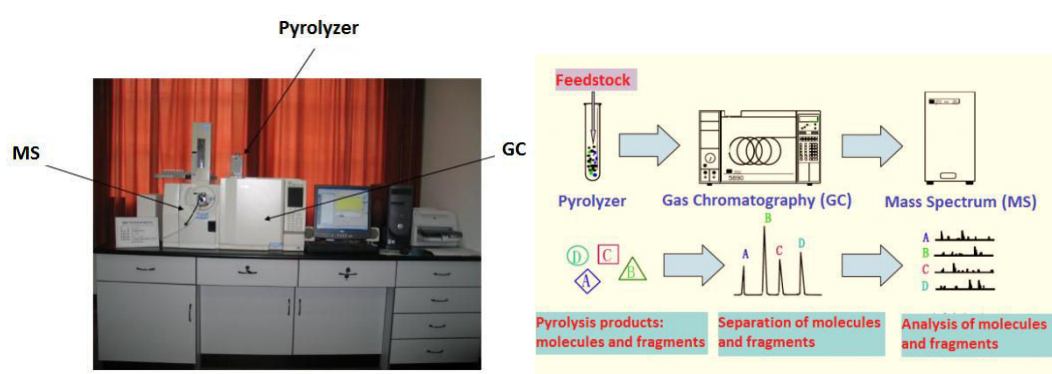 Pyrolyzer
MS
GC
Feedstock
5890
Pyrolyzer
Gas Chromatography (GC)
Mass Spectrum (MS)
D
C
A
B
A
B
C
D
A
B
C
D
Pyrolysis products:
molecules and fragments
Separation of molecules
and fragments
Analysis of molecules
and fragments